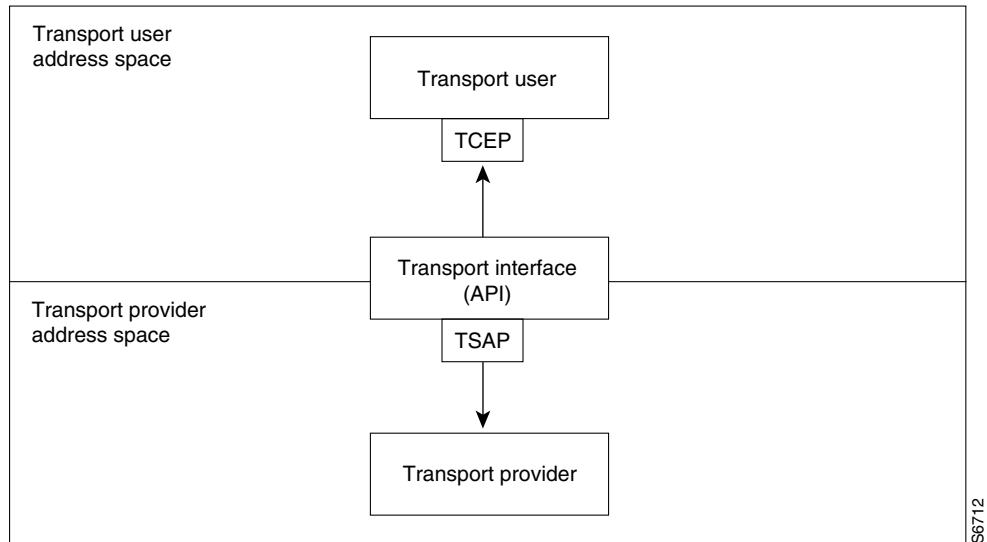 Transport user
address space
Transport user
TCEP
Transport interface
(API)
Transport provider
address space
TSAP
Transport provider
S6712